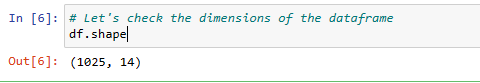 In [6]: # Let's check the dimensions of the dataframe
df.shape
Out[6]: (1025, 14)